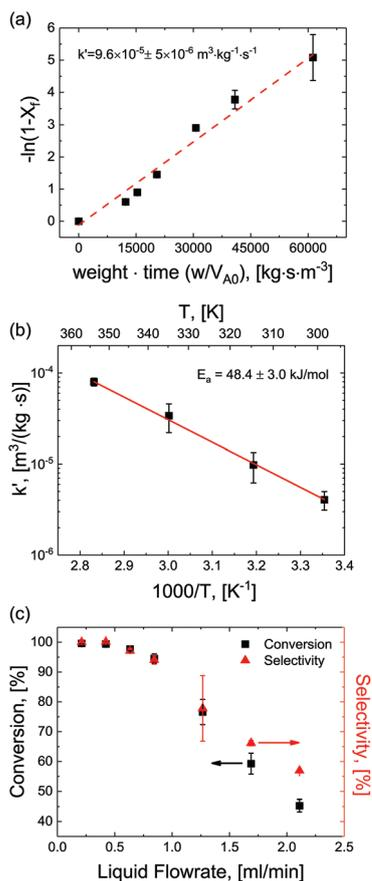 (a)
6
5
4
3
2
1
0
-ln(1-Xf)
k'=9.6×10⁻⁵± 5×10⁻⁶ m³·kg⁻¹·s⁻¹
0 15000 30000 45000 60000
weight · time (w/VA0), [kg·s·m⁻³]
T, [K]
(b)
360 350 340 330 320 310 300
10⁻⁴
10⁻⁵
10⁻⁶
k', [m³/(kg ·s)]
Ea = 48.4 ± 3.0 kJ/mol
2.8 2.9 3.0 3.1 3.2 3.3 3.4
1000/T, [K⁻¹]
(c)
100
90
80
70
60
50
40
Conversion, [%]
Conversion
Selectivity
Selectivity, [%]
0.0 0.5 1.0 1.5 2.0 2.5
Liquid Flowrate, [ml/min]